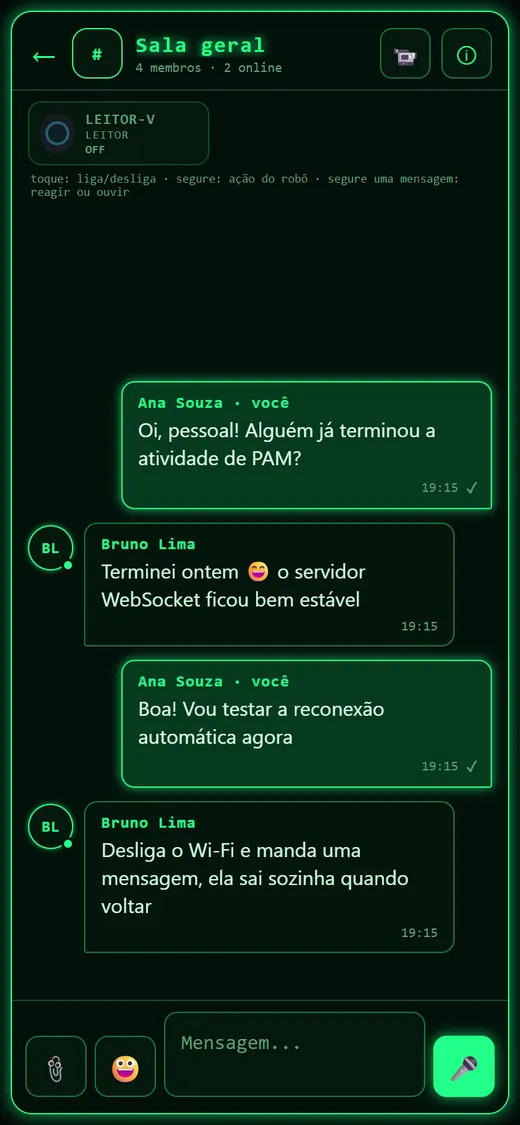 ←
#
Sala geral
4 membros · 2 online
LEITOR-V
LEITOR
OFF
toque: liga/desliga · segure: ação do robô · segure uma mensagem:
reagir ou ouvir
Ana Souza · você
Oi, pessoal! Alguém já terminou a
atividade de PAM?
19:15 ✓
BL
Bruno Lima
Terminei ontem 😄 o servidor
WebSocket ficou bem estável
19:15
Ana Souza · você
Boa! Vou testar a reconexão
automática agora
19:15 ✓
BL
Bruno Lima
Desliga o Wi-Fi e manda uma
mensagem, ela sai sozinha quando
voltar
19:15
Mensagem...